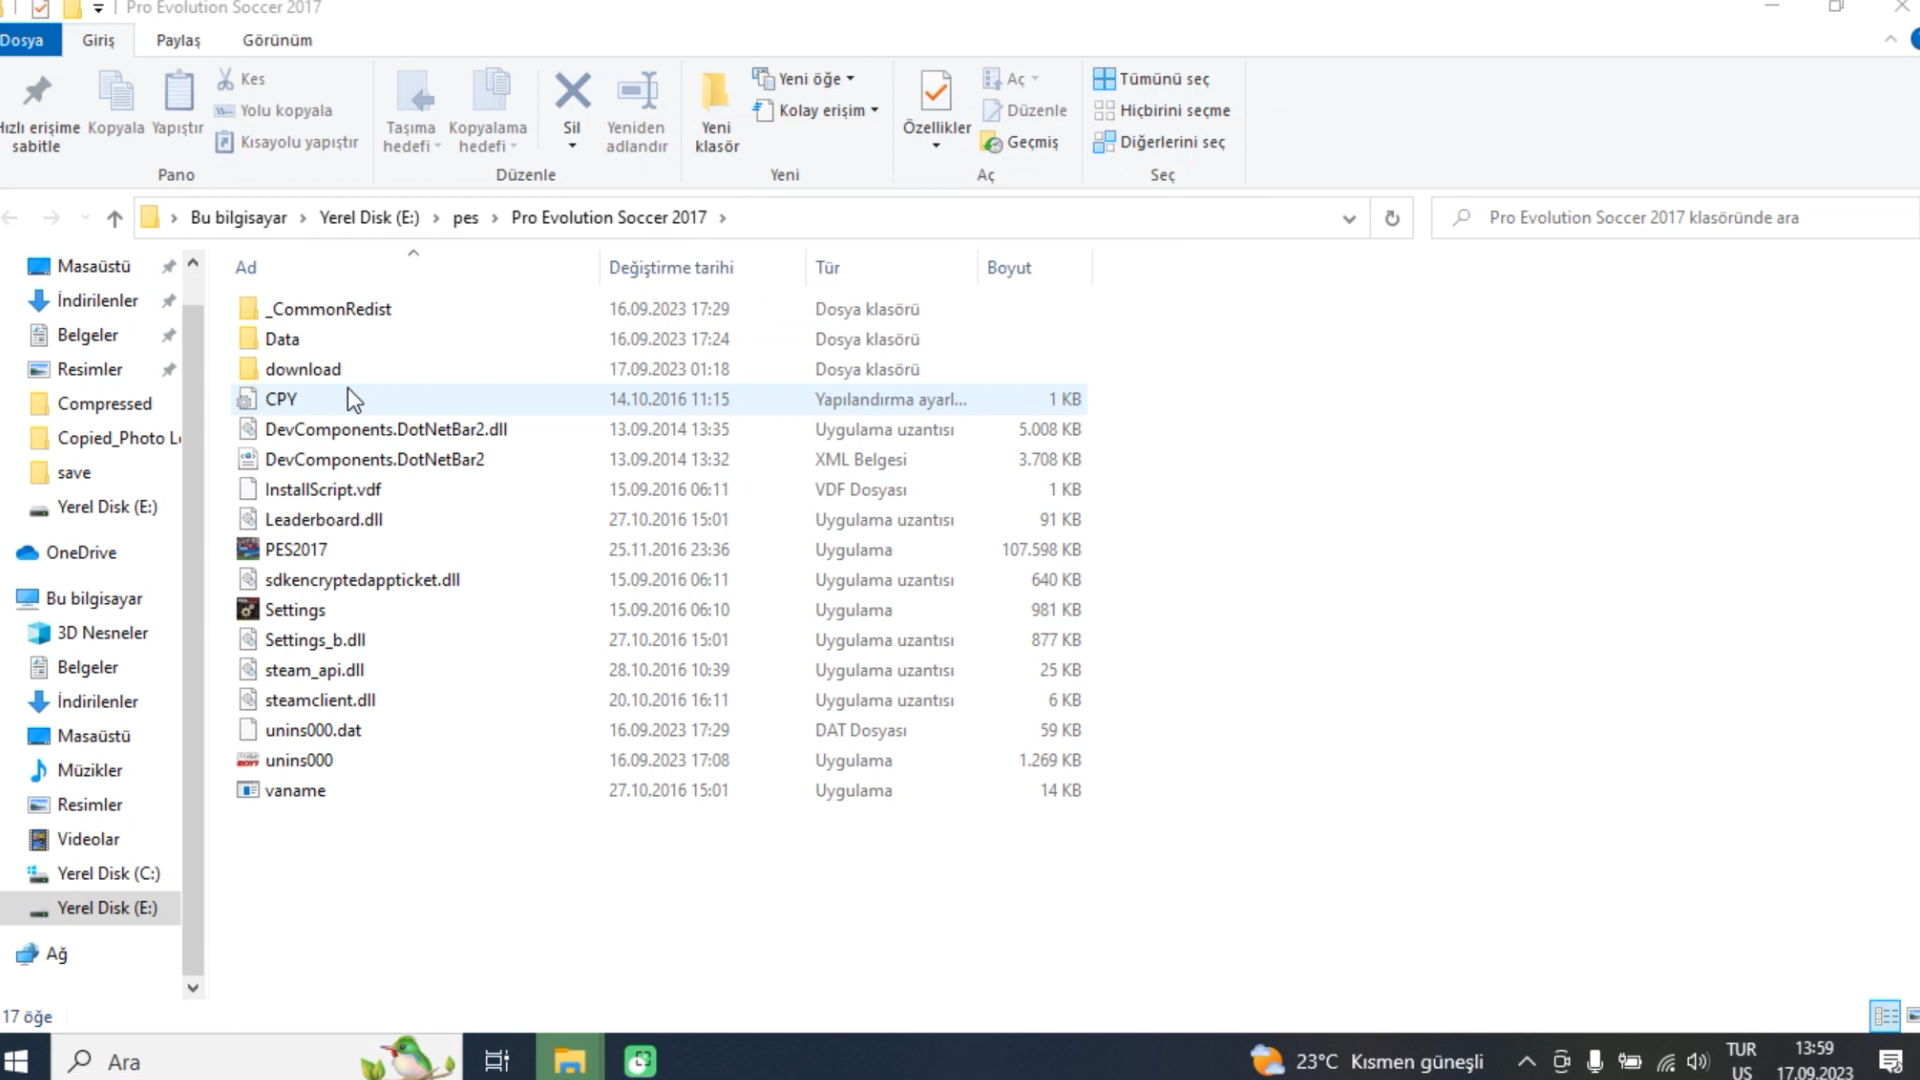 Pro Evolution Soccer 2017
Dosya Giriş Paylaş Görünüm
Kopyala Yapıştır
sabitle
Kes
Yolu kopyala
Kısayolu yapıştır
Pano
Taşıma hedefi
Kopyalama hedefi
Sil
Yeniden adlandır
Düzenle
Yeni klasör
Yeni öğe
Kolay erişim
Yeni
Özellikler
Aç
Düzenle
Geçmiş
Aç
Tümünü seç
Hiçbirini seçme
Diğerlerini seç
Seç
Bu bilgisayar Yerel Disk (E:) pes Pro Evolution Soccer 2017
Pro Evolution Soccer 2017 klasöründe ara
Masaüstü
İndirilenler
Belgeler
Resimler
Compressed
Copied_Photo
save
Yerel Disk (E:)
OneDrive
Bu bilgisayar
3D Nesneler
Belgeler
İndirilenler
Masaüstü
Müzikler
Resimler
Videolar
Yerel Disk (C:)
Yerel Disk (E:)
Ağ
Ad Değiştirme tarihi Tür Boyut
_CommonRedist 16.09.2023 17:29 Dosya klasörü
Data 16.09.2023 17:24 Dosya klasörü
download 17.09.2023 01:18 Dosya klasörü
CPY 14.10.2016 11:15 Yapılandırma ayarl... 1 KB
DevComponents.DotNetBar2.dll 13.09.2014 13:35 Uygulama uzantısı 5.008 KB
DevComponents.DotNetBar2 13.09.2014 13:32 XML Belgesi 3.708 KB
InstallScript.vdf 15.09.2016 06:11 VDF Dosyası 1 KB
Leaderboard.dll 27.10.2016 15:01 Uygulama uzantısı 91 KB
PES2017 25.11.2016 23:36 Uygulama 107.598 KB
sdkencryptedappticket.dll 15.09.2016 06:11 Uygulama uzantısı 640 KB
Settings 15.09.2016 06:10 Uygulama 981 KB
Settings_b.dll 27.10.2016 15:01 Uygulama uzantısı 877 KB
steam_api.dll 28.10.2016 10:39 Uygulama uzantısı 25 KB
steamclient.dll 20.10.2016 16:11 Uygulama uzantısı 6 KB
unins000.dat 16.09.2023 17:29 DAT Dosyası 59 KB
unins000 16.09.2023 17:08 Uygulama 1.269 KB
vaname 27.10.2016 15:01 Uygulama 14 KB
17 öğe
Ara
23°C Kısmen güneşli
TUR
US
13:59
17.09.2023